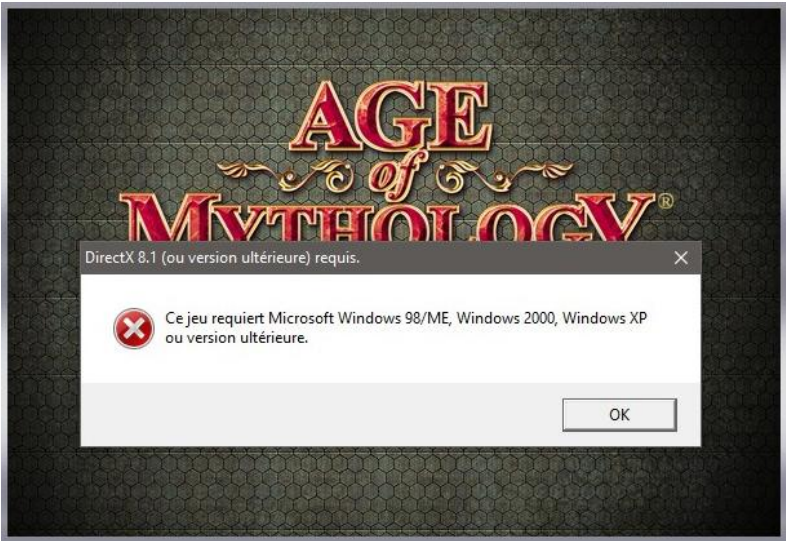 AGE
of
MYTHOLOGY®
DirectX 8.1 (ou version ultérieure) requis.
Ce jeu requiert Microsoft Windows 98/ME, Windows 2000, Windows XP
ou version ultérieure.
OK